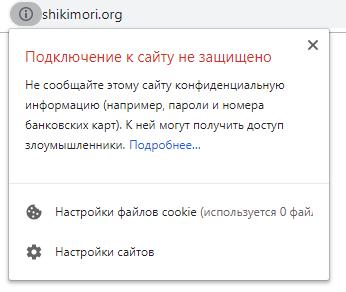 shikimori.org
Подключение к сайту не защищено
Не сообщайте этому сайту конфиденциальную
информацию (например, пароли и номера
банковских карт). К ней могут получить доступ
злоумышленники. Подробнее...
Настройки файлов cookie (используется 0 фай
Настройки сайтов